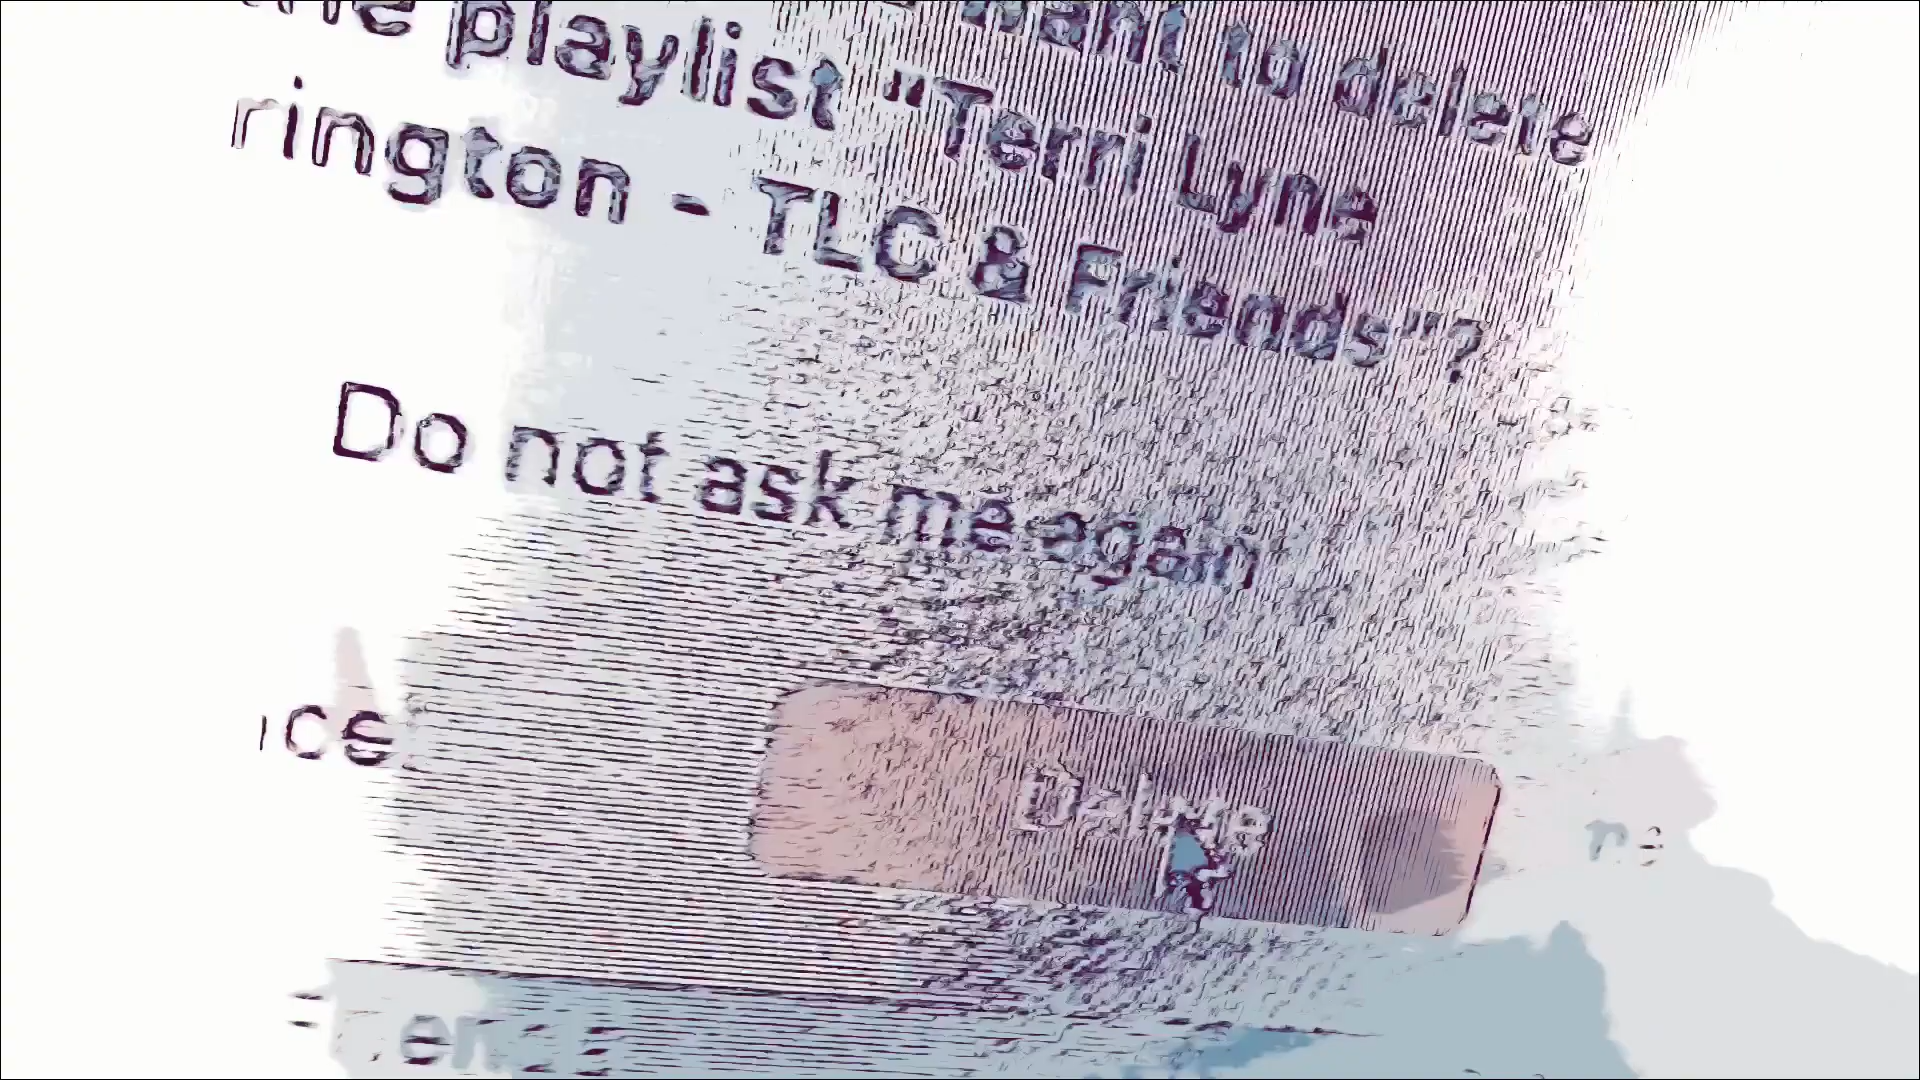 want to delete
the playlist "Terri Lyne
rington - TLC & Friends"?
Do not ask me again
Delete